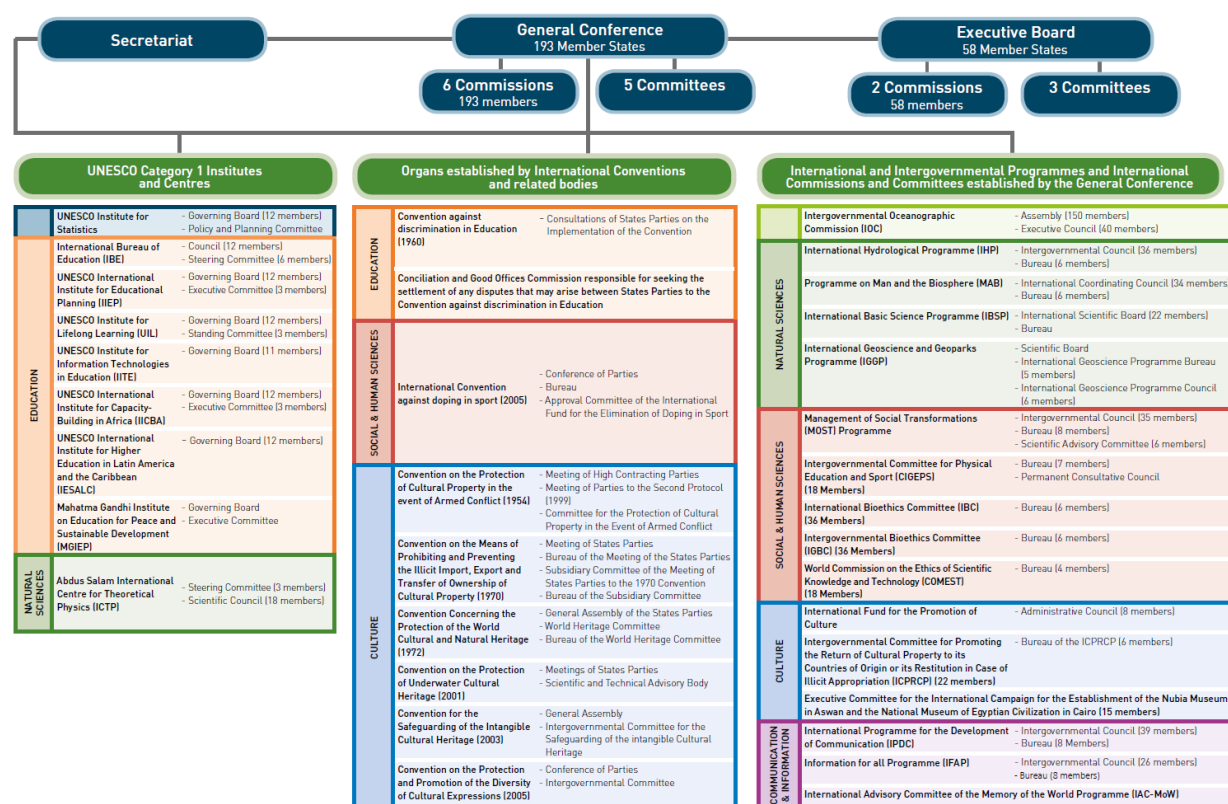 Secretariat
General Conference
193 Member States
Executive Board
58 Member States
6 Commissions
193 members
5 Committees
2 Commissions
58 members
3 Committees
UNESCO Category 1 Institutes
and Centres
UNESCO Institute for
Statistics
- Governing Board (12 members)
- Policy and Planning Committee
EDUCATION
International Bureau of
Education (IBE)
- Council (12 members)
- Steering Committee (6 members)
UNESCO International
Institute for Educational
Planning (IIEP)
- Governing Board (12 members)
- Executive Committee (3 members)
UNESCO Institute for
Lifelong Learning (UIL)
- Governing Board (12 members)
- Standing Committee (3 members)
UNESCO Institute for
Information Technologies
in Education (IITE)
- Governing Board (11 members)
UNESCO International
Institute for Capacity-
Building in Africa (IICBA)
- Governing Board (12 members)
- Executive Committee (3 members)
UNESCO International
Institute for Higher
Education in Latin America
and the Caribbean
(IESALC)
- Governing Board (12 members)
Mahatma Gandhi Institute
on Education for Peace and
Sustainable Development
(MGIEP)
- Governing Board
- Executive Committee
NATURAL
SCIENCES
Abdus Salam International
Centre for Theoretical
Physics (ICTP)
- Steering Committee (3 members)
- Scientific Council (18 members)
Organs established by International Conventions
and related bodies
EDUCATION
Convention against
discrimination in Education
(1960)
- Consultations of States Parties on the
Implementation of the Convention
Conciliation and Good Offices Commission responsible for seeking the
settlement of any disputes that may arise between States Parties to the
Convention against discrimination in Education
SOCIAL & HUMAN SCIENCES
International Convention
against doping in sport (2005)
- Conference of Parties
- Bureau
- Approval Committee of the International
Fund for the Elimination of Doping in Sport
CULTURE
Convention on the Protection
of Cultural Property in the
event of Armed Conflict (1954)
- Meeting of High Contracting Parties
- Meeting of Parties to the Second Protocol
(1999)
- Committee for the Protection of Cultural
Property in the Event of Armed Conflict
Convention on the Means of
Prohibiting and Preventing
the Illicit Import, Export and
Transfer of Ownership of
Cultural Property (1970)
- Meeting of States Parties
- Bureau of the Meeting of the States Parties
- Subsidiary Committee of the Meeting of
States Parties to the 1970 Convention
- Bureau of the Subsidiary Committee
Convention Concerning the
Protection of the World
Cultural and Natural Heritage
(1972)
- General Assembly of the States Parties
- World Heritage Committee
- Bureau of the World Heritage Committee
Convention on the Protection
of Underwater Cultural
Heritage (2001)
- Meetings of States Parties
- Scientific and Technical Advisory Body
Convention for the
Safeguarding of the Intangible
Cultural Heritage (2003)
- General Assembly
- Intergovernmental Committee for the
Safeguarding of the intangible Cultural
Heritage
Convention on the Protection
and Promotion of the Diversity
of Cultural Expressions (2005)
- Conference of Parties
- Intergovernmental Committee
International and Intergovernmental Programmes and International
Commissions and Committees established by the General Conference
Intergovernmental Oceanographic
Commission (IOC)
- Assembly (150 members)
- Executive Council (40 members)
NATURAL SCIENCES
International Hydrological Programme (IHP)
- Intergovernmental Council (36 members)
- Bureau (6 members)
Programme on Man and the Biosphere (MAB)
- International Coordinating Council (34 members
- Bureau (6 members)
International Basic Science Programme (IBSP)
- International Scientific Board (22 members)
- Bureau
International Geoscience and Geoparks
Programme (IGGP)
- Scientific Board
- International Geoscience Programme Bureau
(5 members)
- International Geoscience Programme Council
(6 members)
SOCIAL & HUMAN SCIENCES
Management of Social Transformations
(MOST) Programme
- Intergovernmental Council (35 members)
- Bureau (8 members)
- Scientific Advisory Committee (6 members)
Intergovernmental Committee for Physical
Education and Sport (CIGEPS)
(18 Members)
- Bureau (7 members)
- Permanent Consultative Council
International Bioethics Committee (IBC)
(36 Members)
- Bureau (6 members)
Intergovernmental Bioethics Committee
(IGBC) (36 Members)
- Bureau (6 members)
World Commission on the Ethics of Scientific
Knowledge and Technology (COMEST)
(18 Members)
- Bureau (4 members)
CULTURE
International Fund for the Promotion of
Culture
- Administrative Council (8 members)
Intergovernmental Committee for Promoting
the Return of Cultural Property to its
Countries of Origin or its Restitution in Case of
Illicit Appropriation (ICPRCP) (22 members)
- Bureau of the ICPRCP (6 members)
Executive Committee for the International Campaign for the Establishment of the Nubia Museum
in Aswan and the National Museum of Egyptian Civilization in Cairo (15 members)
COMMUNICATION
& INFORMATION
International Programme for the Development
of Communication (IPDC)
- Intergovernmental Council (39 members)
- Bureau (8 Members)
Information for all Programme (IFAP)
- Intergovernmental Council (26 members)
- Bureau (8 members)
International Advisory Committee of the Memory of the World Programme (IAC-MoW)